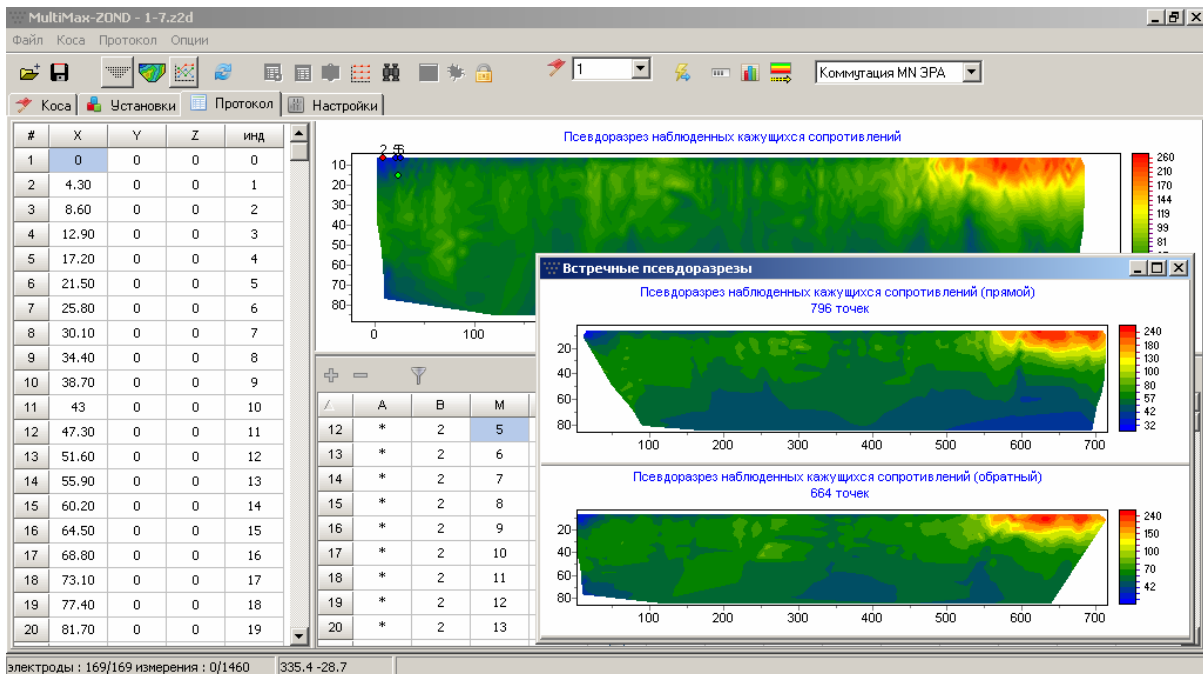 MultiMax-ZOND - 1-7.z2d
Файл Коса Протокол Опции
1 Коммутация MN ЭРА
Коса Установки Протокол Настройки
# X Y Z инд
1 0 0 0 0
2 4.30 0 0 1
3 8.60 0 0 2
4 12.90 0 0 3
5 17.20 0 0 4
6 21.50 0 0 5
7 25.80 0 0 6
8 30.10 0 0 7
9 34.40 0 0 8
10 38.70 0 0 9
11 43 0 0 10
12 47.30 0 0 11
13 51.60 0 0 12
14 55.90 0 0 13
15 60.20 0 0 14
16 64.50 0 0 15
17 68.80 0 0 16
18 73.10 0 0 17
19 77.40 0 0 18
20 81.70 0 0 19
Псевдоразрез наблюденных кажущихся сопротивлений
2
10
20
30
40
50
60
70
80
0 100
260
210
170
144
119
99
81
A B M
12 * 2 5
13 * 2 6
14 * 2 7
15 * 2 8
16 * 2 9
17 * 2 10
18 * 2 11
19 * 2 12
20 * 2 13
Встречные псевдоразрезы
Псевдоразрез наблюденных кажущихся сопротивлений (прямой)
796 точек
20
40
60
80
100 200 300 400 500 600 700
240
180
130
100
80
57
42
32
Псевдоразрез наблюденных кажущихся сопротивлений (обратный)
664 точек
20
40
60
80
100 200 300 400 500 600 700
240
150
100
70
42
электроды : 169/169 измерения : 0/1460 335.4 -28.7